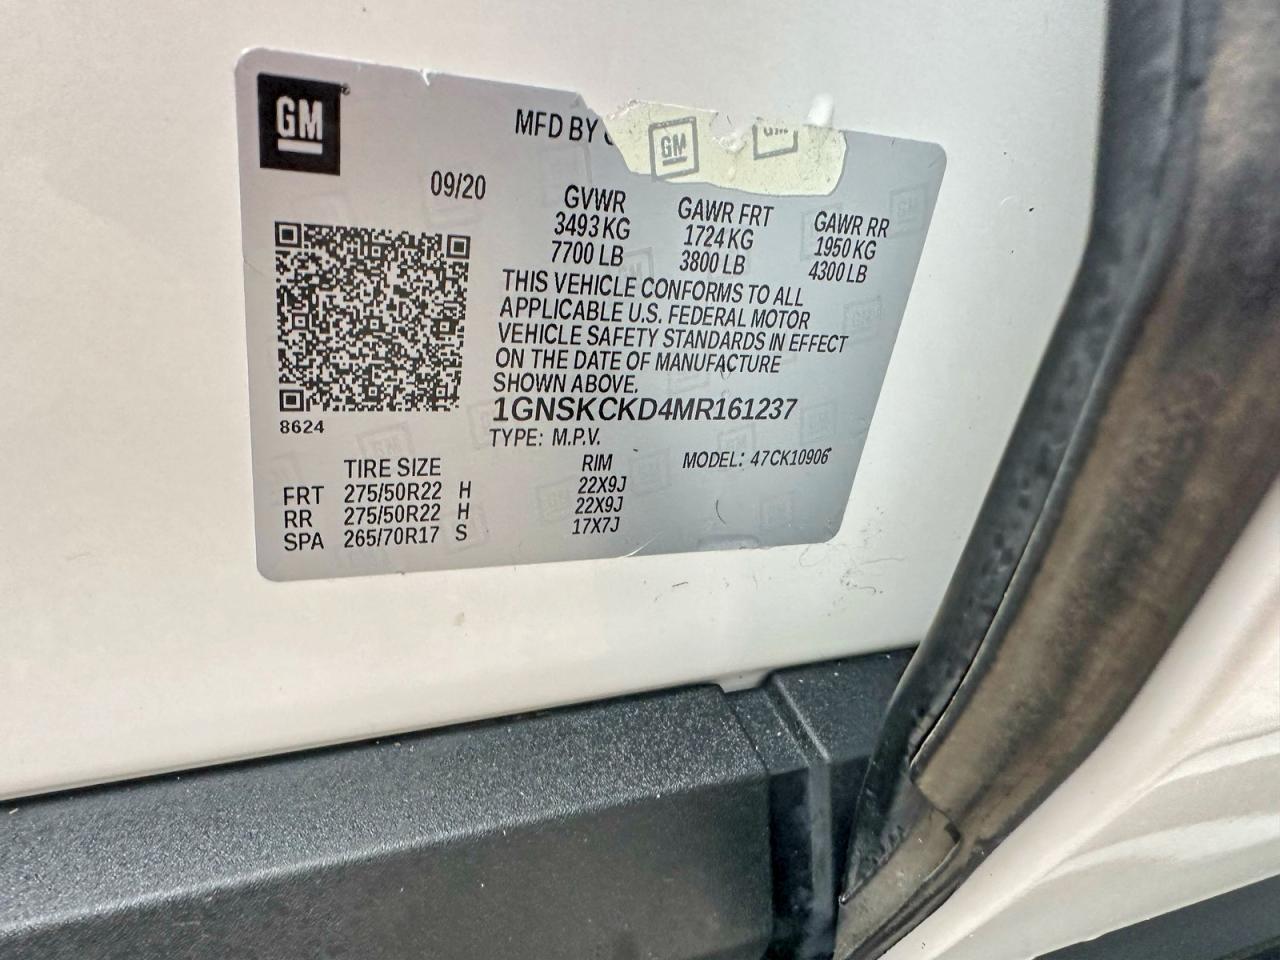 GM
MFD BY
GM
09/20
GVWR GAWR FRT GAWR RR
3493 KG 1724 KG 1950 KG
7700 LB 3800 LB 4300 LB
THIS VEHICLE CONFORMS TO ALL
APPLICABLE U.S. FEDERAL MOTOR
VEHICLE SAFETY STANDARDS IN EFFECT
ON THE DATE OF MANUFACTURE
SHOWN ABOVE.
1GNSKCKD4MR161237
8624
TYPE: M.P.V. MODEL: 47CK10906
TIRE SIZE RIM
FRT 275/50R22 H 22X9J
RR 275/50R22 H 22X9J
SPA 265/70R17 S 17X7J